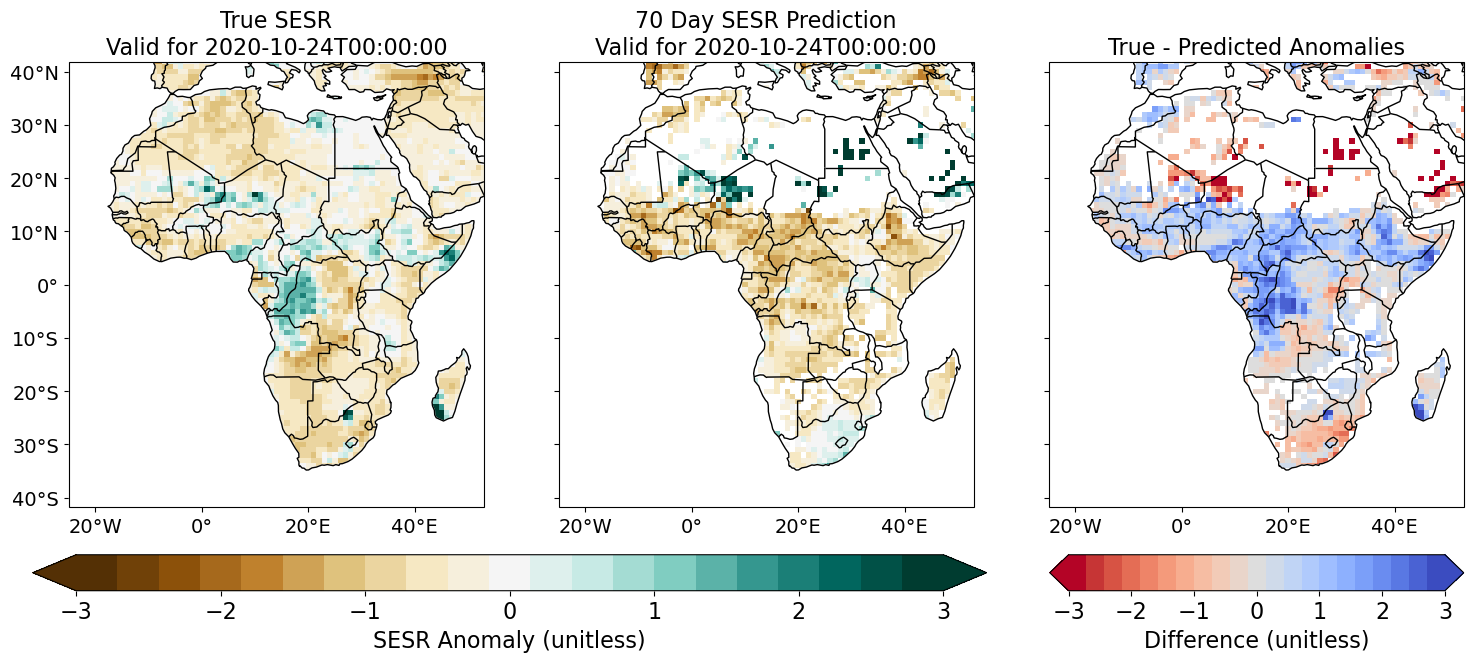 True SESR
Valid for 2020-10-24T00:00:00
70 Day SESR Prediction
Valid for 2020-10-24T00:00:00
True - Predicted Anomalies
40°N
30°N
20°N
10°N
0°
10°S
20°S
30°S
40°S
20°W 0° 20°E 40°E
20°W 0° 20°E 40°E
20°W 0° 20°E 40°E
−3 −2 −1 0 1 2 3
SESR Anomaly (unitless)
−3 −2 −1 0 1 2 3
Difference (unitless)